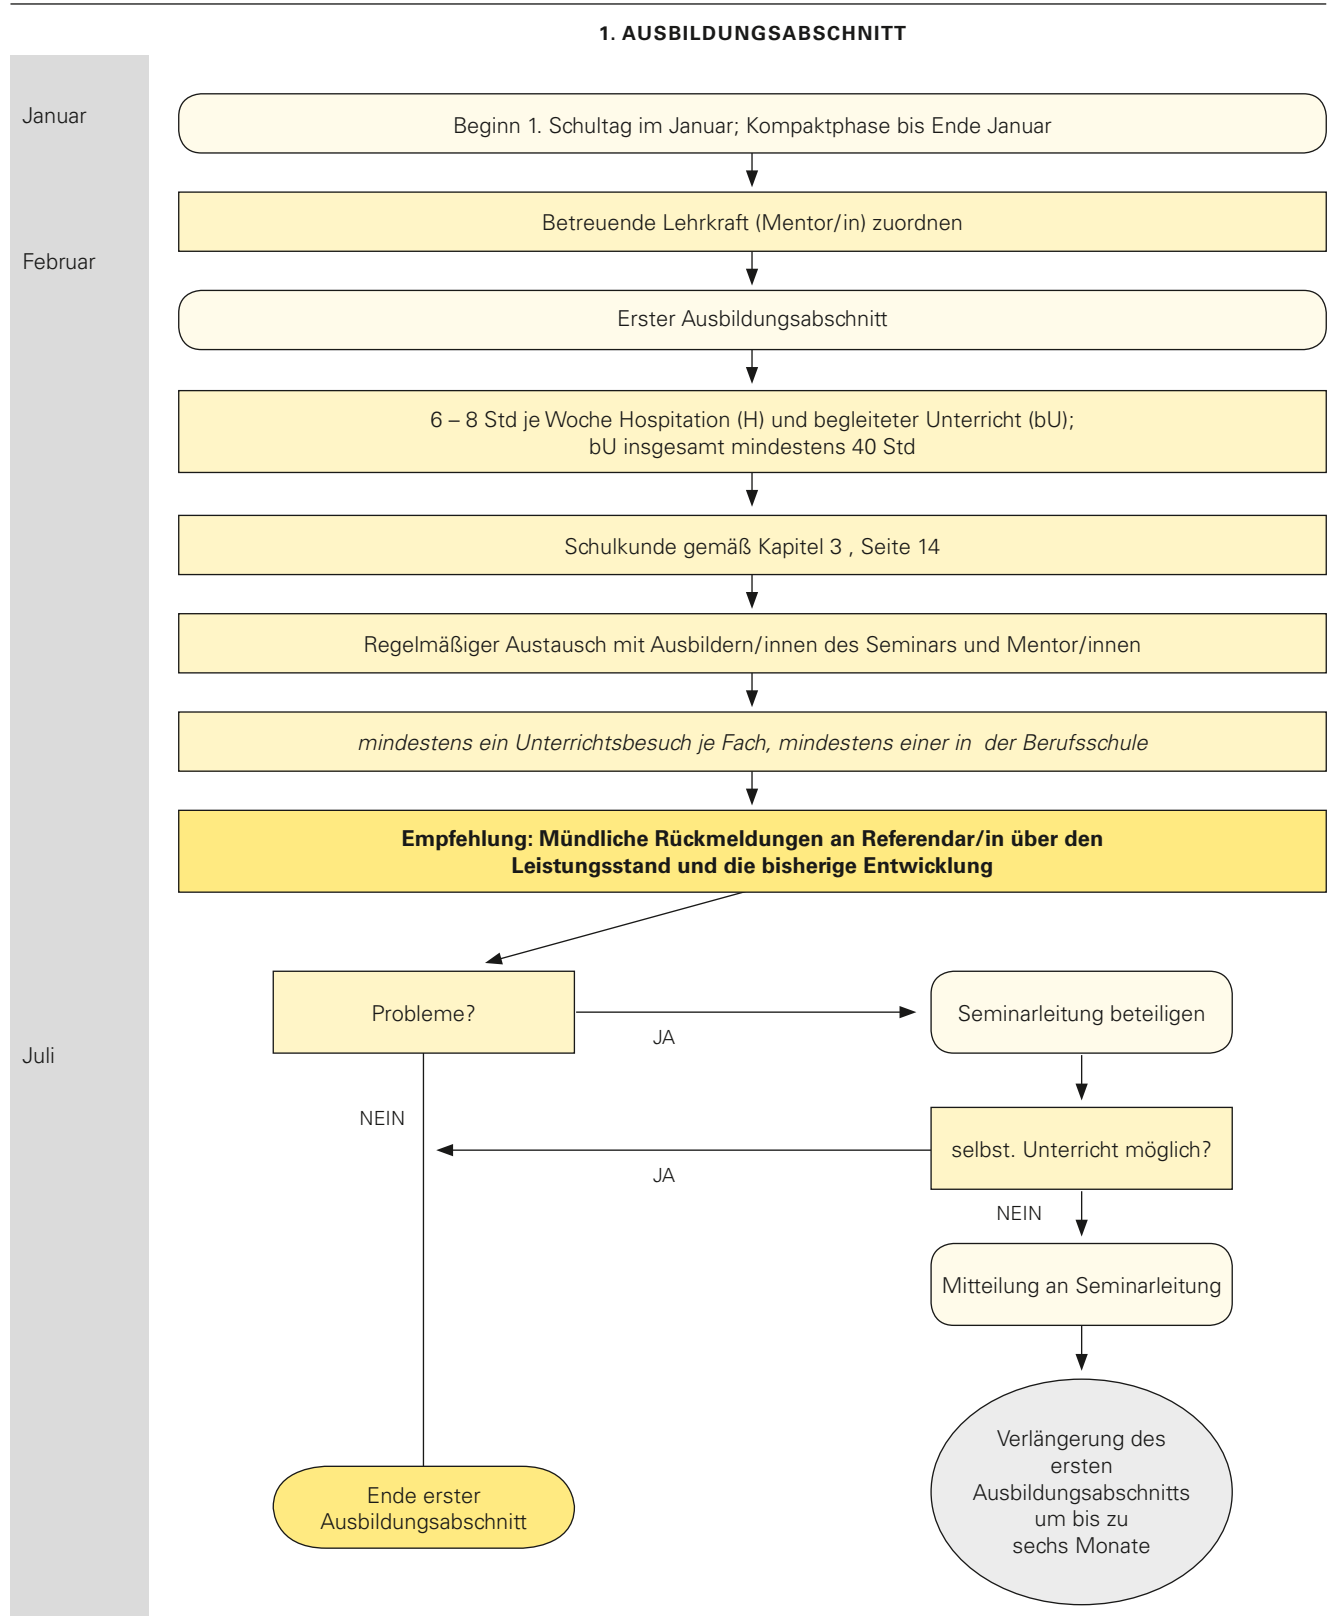 1. AUSBILDUNGSABSCHNITT
Januar
Beginn 1. Schultag im Januar; Kompaktphase bis Ende Januar
Betreuende Lehrkraft (Mentor/in) zuordnen
Februar
Erster Ausbildungsabschnitt
6 – 8 Std je Woche Hospitation (H) und begleiteter Unterricht (bU);
bU insgesamt mindestens 40 Std
Schulkunde gemäß Kapitel 3 , Seite 14
Regelmäßiger Austausch mit Ausbildern/innen des Seminars und Mentor/innen
mindestens ein Unterrichtsbesuch je Fach, mindestens einer in der Berufsschule
Empfehlung: Mündliche Rückmeldungen an Referendar/in über den
Leistungsstand und die bisherige Entwicklung
Probleme?
JA
Seminarleitung beteiligen
Juli
NEIN
selbst. Unterricht möglich?
JA
NEIN
Mitteilung an Seminarleitung
Verlängerung des
ersten
Ausbildungsabschnitts
um bis zu
sechs Monate
Ende erster
Ausbildungsabschnitt